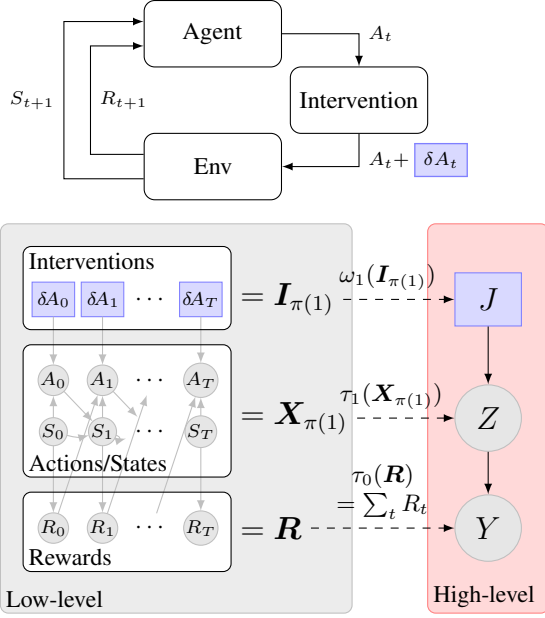 Agent
A_t
S_{t+1}
R_{t+1}
Intervention
Env
A_t + δA_t
Interventions
δA_0 δA_1 ··· δA_T
= I_{π(1)}
ω_1(I_{π(1)})
J
A_0 A_1 ··· A_T
S_0 S_1 ··· S_T
Actions/States
= X_{π(1)}
τ_1(X_{π(1)})
Z
R_0 R_1 ··· R_T
Rewards
= R
τ_0(R)
= ∑_t R_t
Y
Low-level
High-level